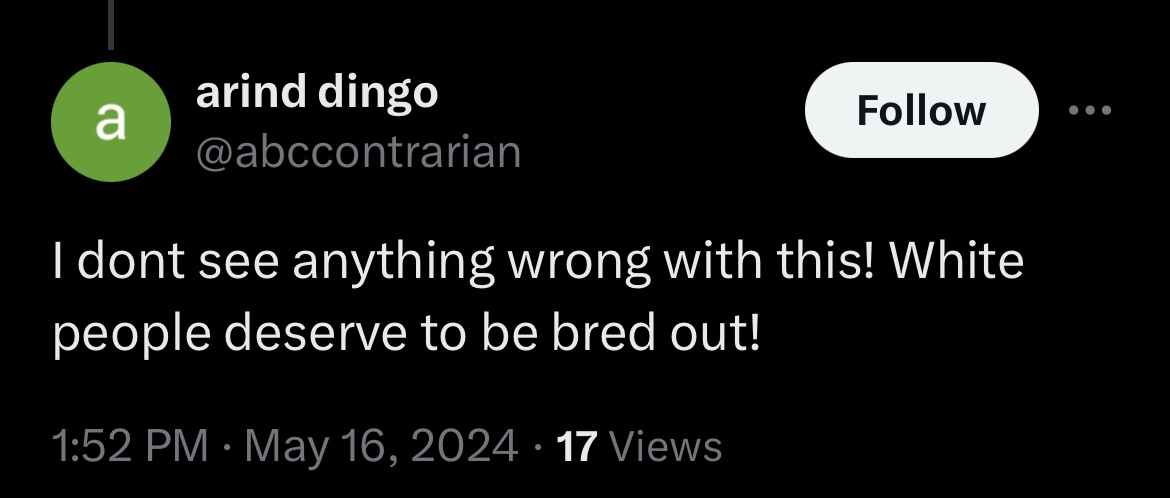 a
arind dingo
@abccontrarian
Follow
I dont see anything wrong with this! White
people deserve to be bred out!
1:52 PM · May 16, 2024 · 17 Views